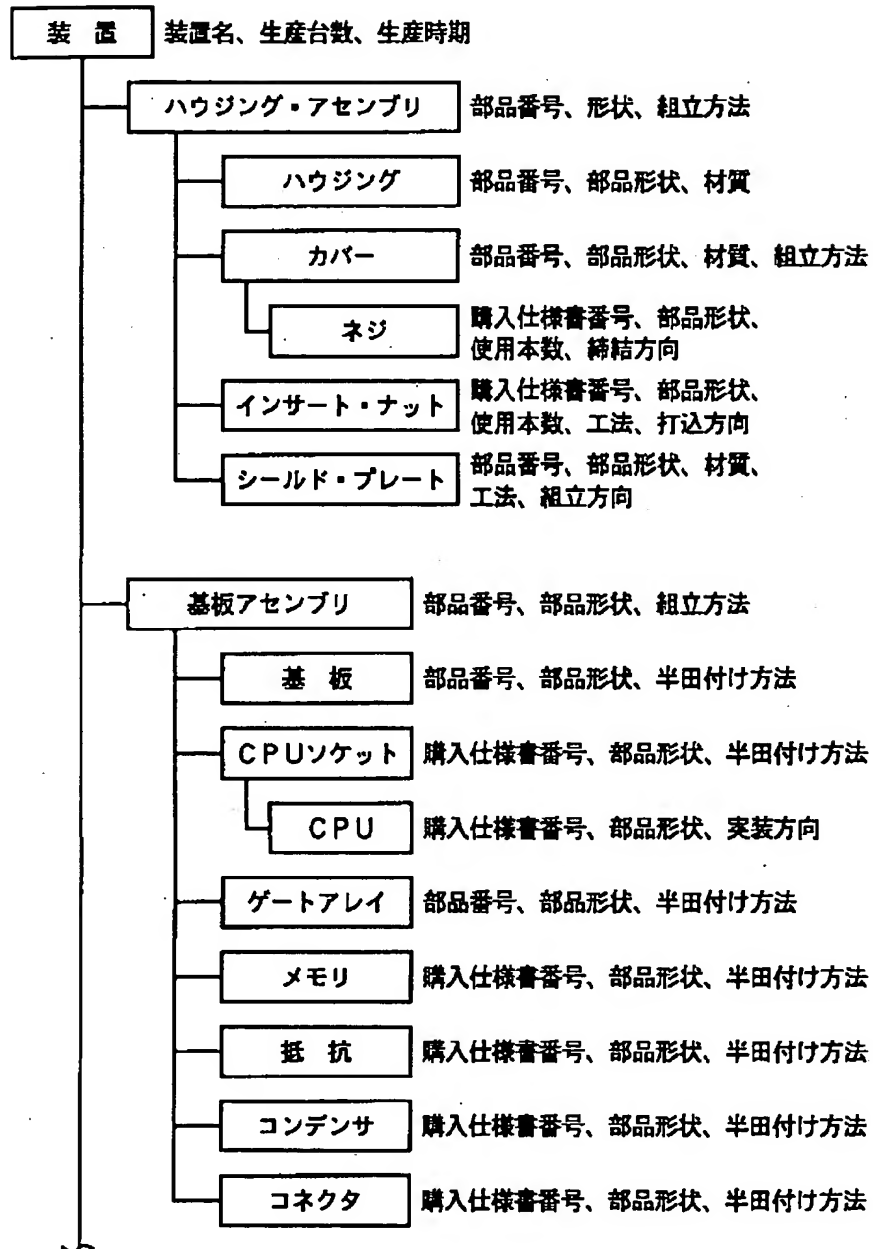 装 置 装置名、生産台数、生産時期
ハウジング・アセンブリ 部品番号、形状、組立方法
ハウジング 部品番号、部品形状、材質
カバー 部品番号、部品形状、材質、組立方法
ネジ 購入仕様書番号、部品形状、
使用本数、締結方向
インサート・ナット 購入仕様書番号、部品形状、
使用本数、工法、打込方向
シールド・プレート 部品番号、部品形状、材質、
工法、組立方向
基板アセンブリ 部品番号、部品形状、組立方法
基 板 部品番号、部品形状、半田付け方法
CPUソケット 購入仕様書番号、部品形状、半田付け方法
CPU 購入仕様書番号、部品形状、実装方向
ゲートアレイ 部品番号、部品形状、半田付け方法
メモリ 購入仕様書番号、部品形状、半田付け方法
抵 抗 購入仕様書番号、部品形状、半田付け方法
コンデンサ 購入仕様書番号、部品形状、半田付け方法
コネクタ 購入仕様書番号、部品形状、半田付け方法